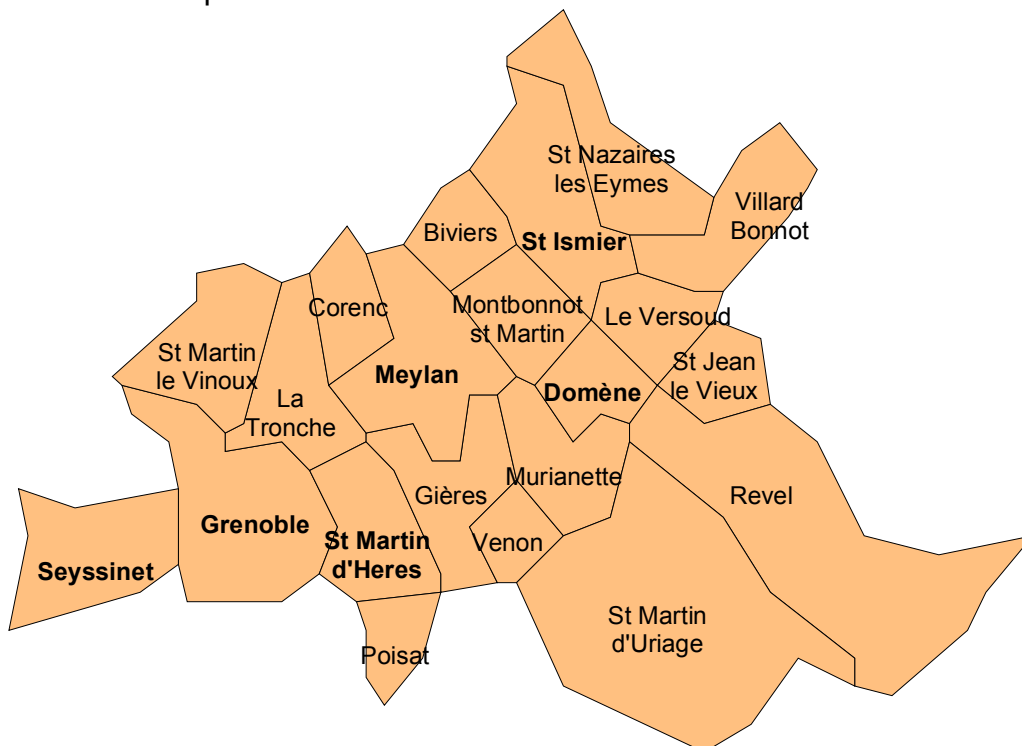 St Nazaires
les Eymes
Villard
Bonnot
Biviers
St Ismier
Corenc
Montbonnot
st Martin
Le Versoud
St Martin
le Vinoux
Meylan
Domène
St Jean
le Vieux
La
Tronche
Murianette
Gières
Revel
Grenoble
St Martin
d'Heres
Venon
Seyssinet
St Martin
d'Uriage
Poisat